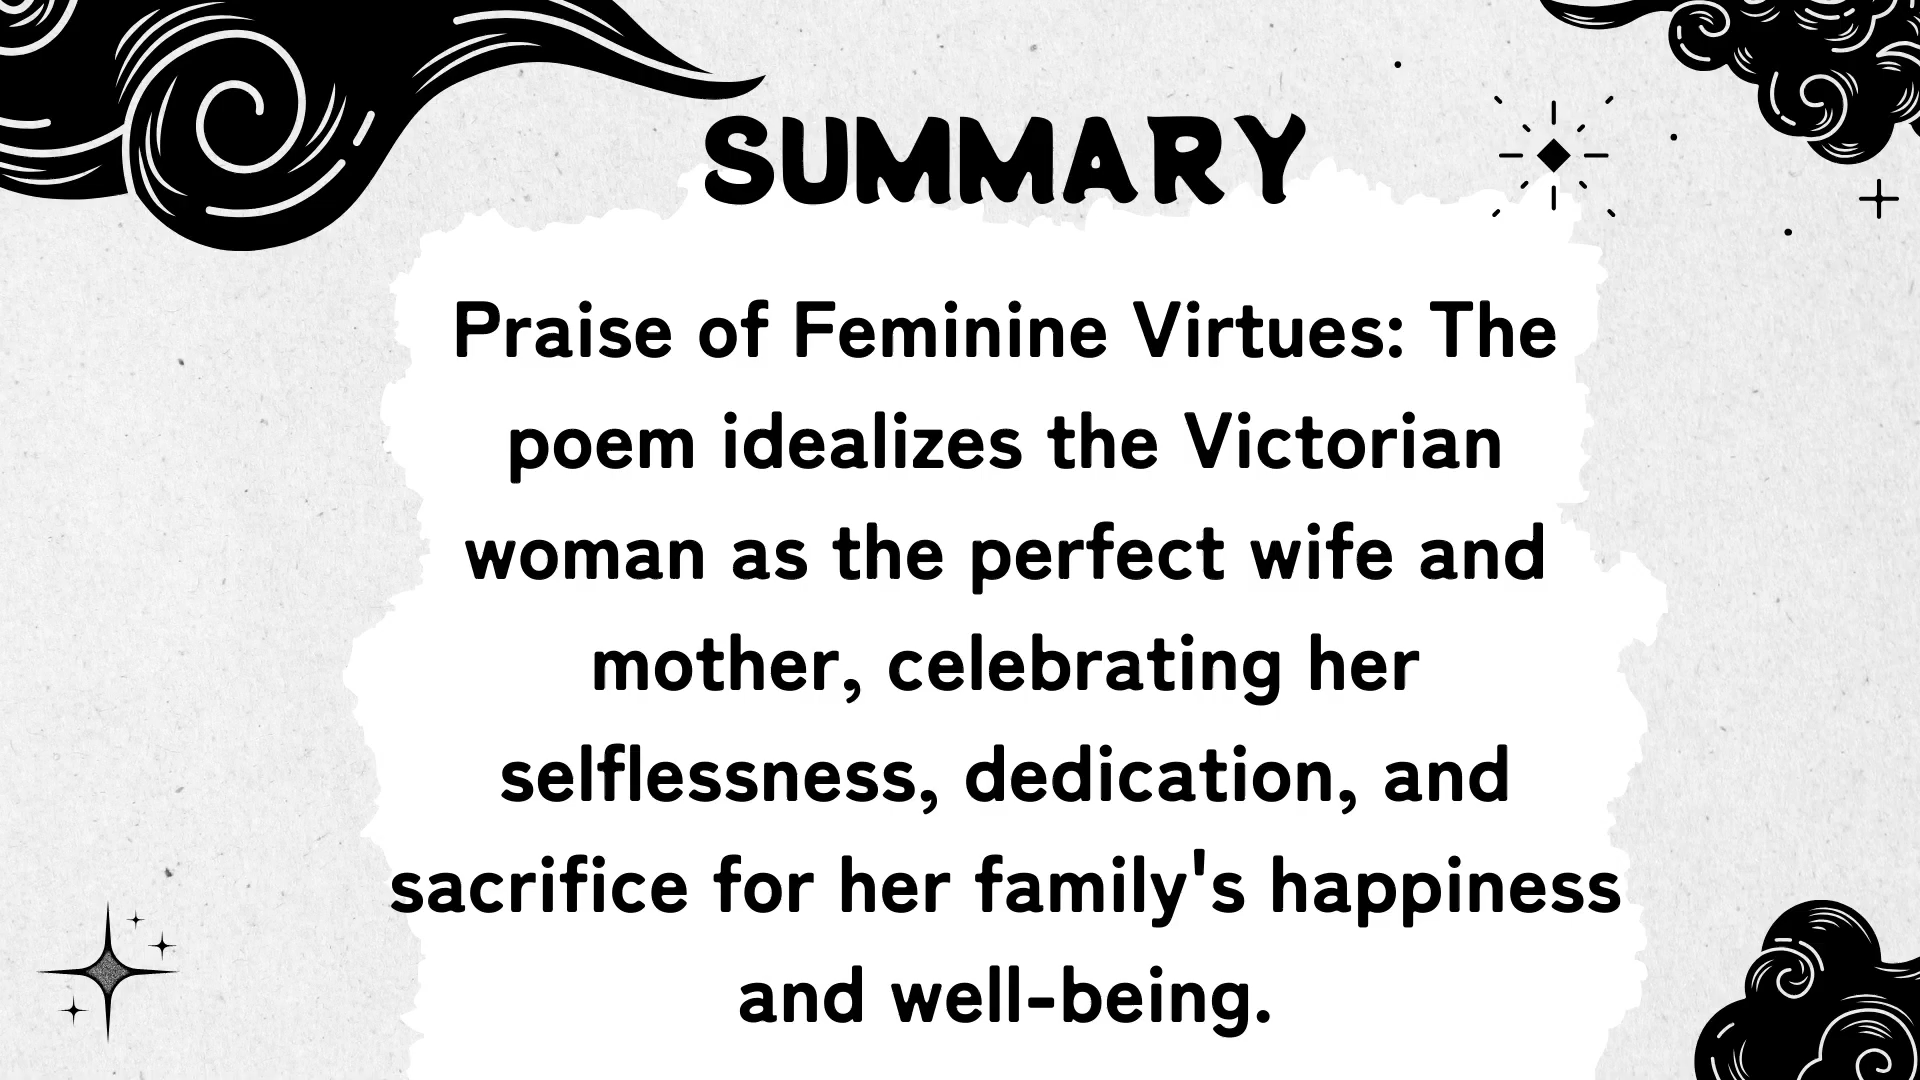 SUMMARY
Praise of Feminine Virtues: The
poem idealizes the Victorian
woman as the perfect wife and
mother, celebrating her
selflessness, dedication, and
sacrifice for her family's happiness
and well-being.